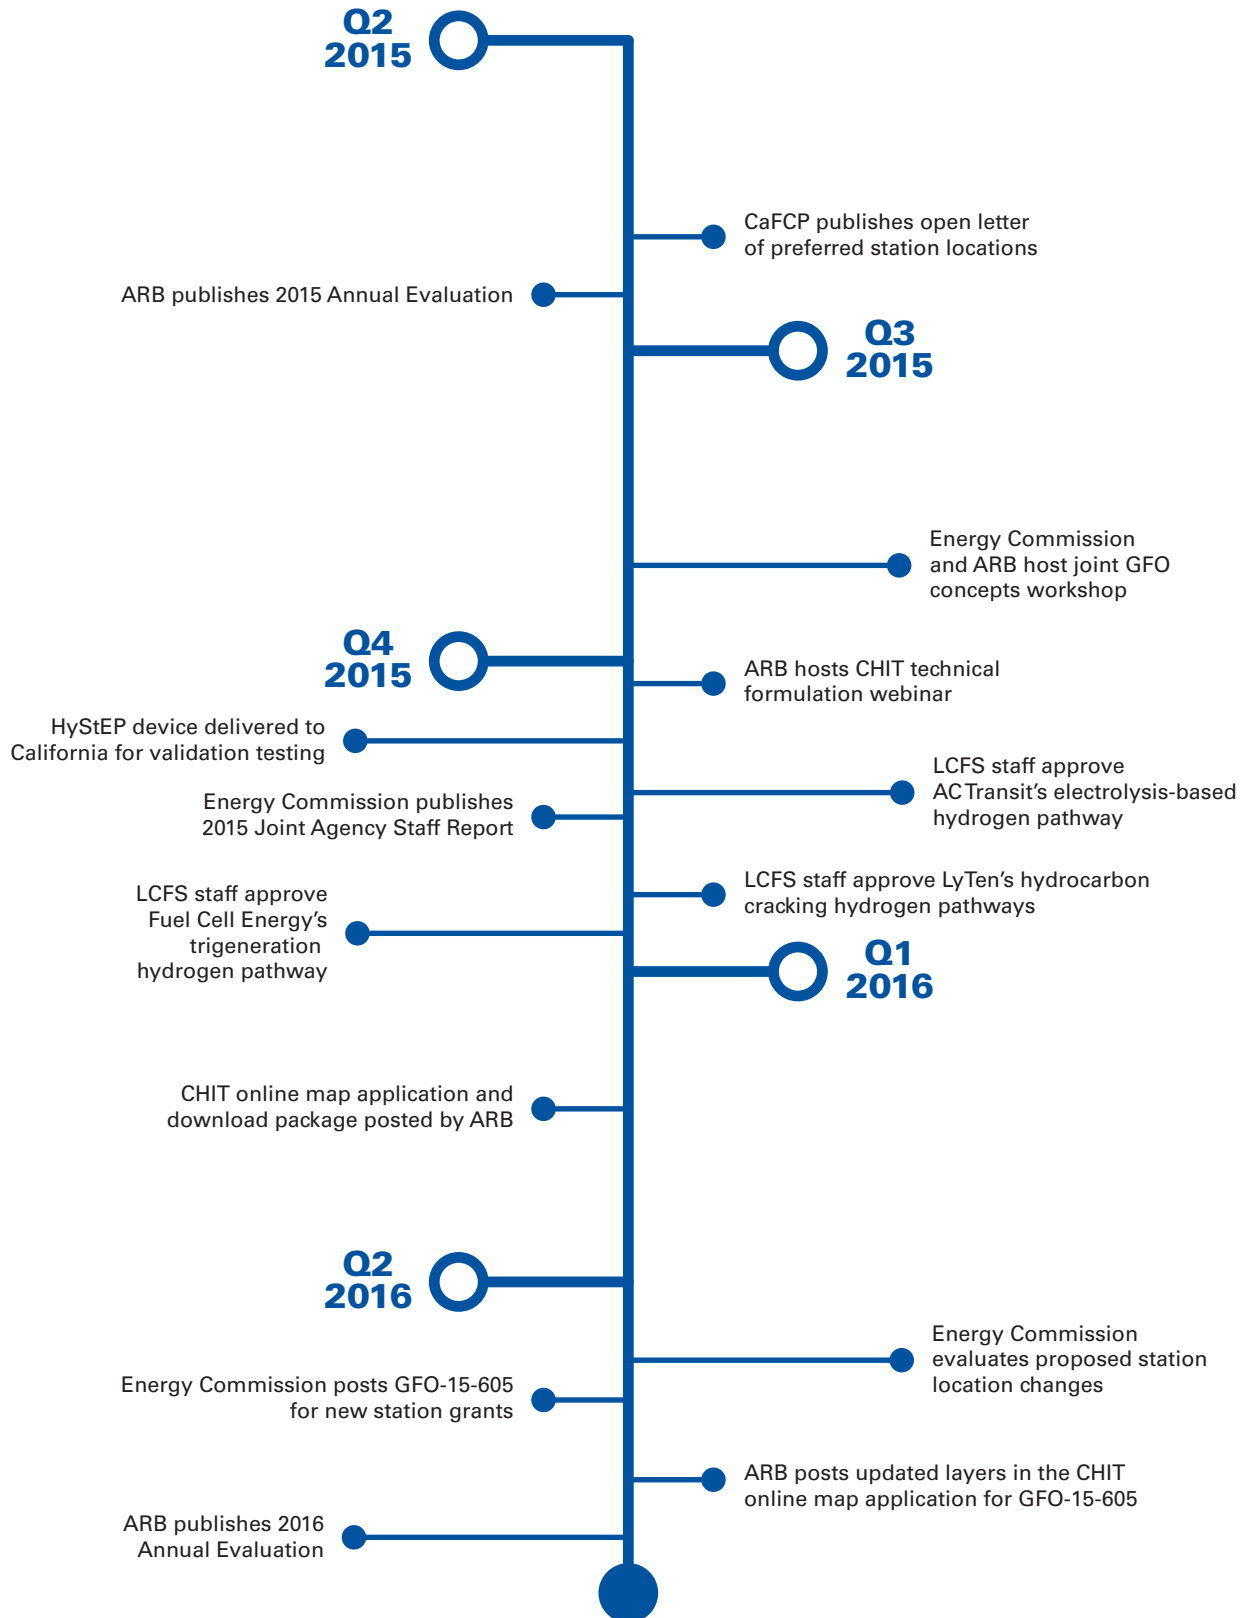 Q2
2015
CaFCP publishes open letter
of preferred station locations
ARB publishes 2015 Annual Evaluation
Q3
2015
Energy Commission
and ARB host joint GFO
concepts workshop
Q4
2015
ARB hosts CHIT technical
formulation webinar
HyStEP device delivered to
California for validation testing
LCFS staff approve
AC Transit’s electrolysis-based
hydrogen pathway
Energy Commission publishes
2015 Joint Agency Staff Report
LCFS staff approve LyTen’s hydrocarbon
cracking hydrogen pathways
LCFS staff approve
Fuel Cell Energy’s
trigeneration
hydrogen pathway
Q1
2016
CHIT online map application and
download package posted by ARB
Q2
2016
Energy Commission
evaluates proposed station
location changes
Energy Commission posts GFO-15-605
for new station grants
ARB posts updated layers in the CHIT
online map application for GFO-15-605
ARB publishes 2016
Annual Evaluation